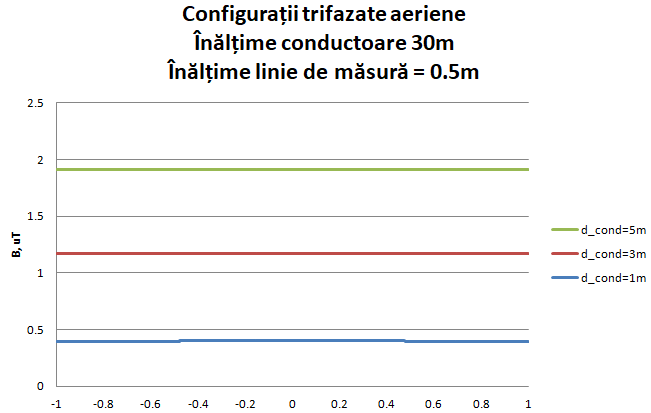 Configurații trifazate aeriene
Înălțime conductoare 30m
Înălțime linie de măsură = 0.5m
2.5
2
1.5
1
0.5
0
B, uT
-1 -0.8 -0.6 -0.4 -0.2 0 0.2 0.4 0.6 0.8 1
d_cond=5m
d_cond=3m
d_cond=1m